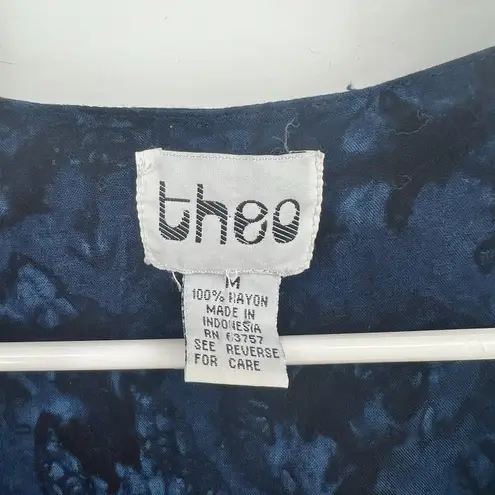 theo
M
100% RAYON
MADE IN
INDONESIA
RN 63757
SEE REVERSE
FOR CARE